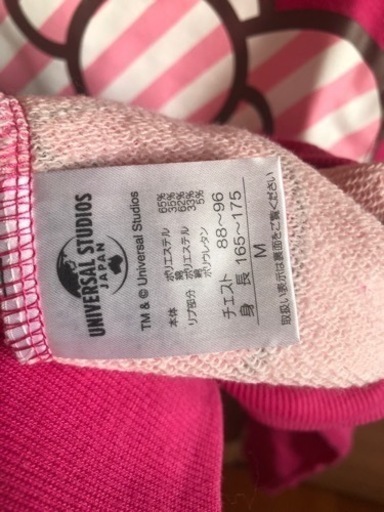 UNIVERSAL STUDIOS
JAPAN
TM & © Universal Studios
本体 ポリエステル 65%
綿 35%
リブ部分 ポリエステル 62%
綿 33%
ポリウレタン 5%
チェスト 88～96
身長 165～175
M
取扱い表示は裏面をご覧ください